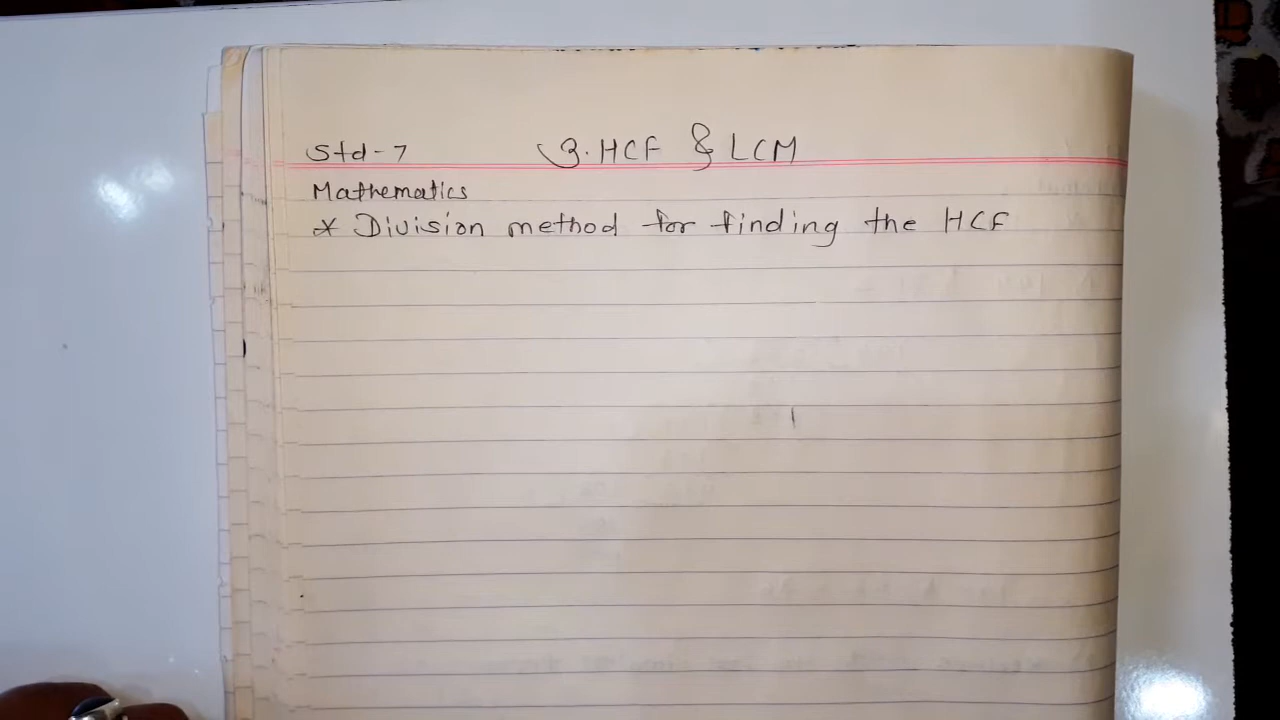 Std-7 3. HCF & LCM
Mathematics
* Division method for finding the HCF